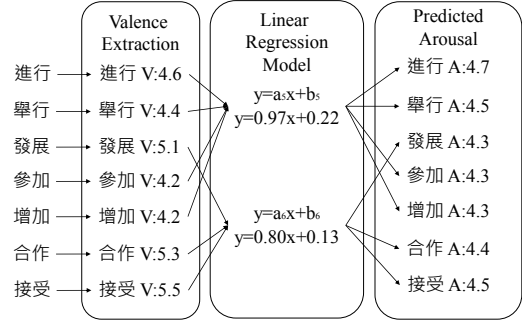 Valence
Extraction
Linear
Regression
Model
Predicted
Arousal
進行 進行 V:4.6 進行 A:4.7
舉行 舉行 V:4.4 y=a₅x+b₅ 舉行 A:4.5
y=0.97x+0.22
發展 發展 V:5.1 發展 A:4.3
參加 參加 V:4.2 參加 A:4.3
增加 增加 V:4.2 增加 A:4.3
y=a₆x+b₆
y=0.80x+0.13
合作 合作 V:5.3 合作 A:4.4
接受 接受 V:5.5 接受 A:4.5